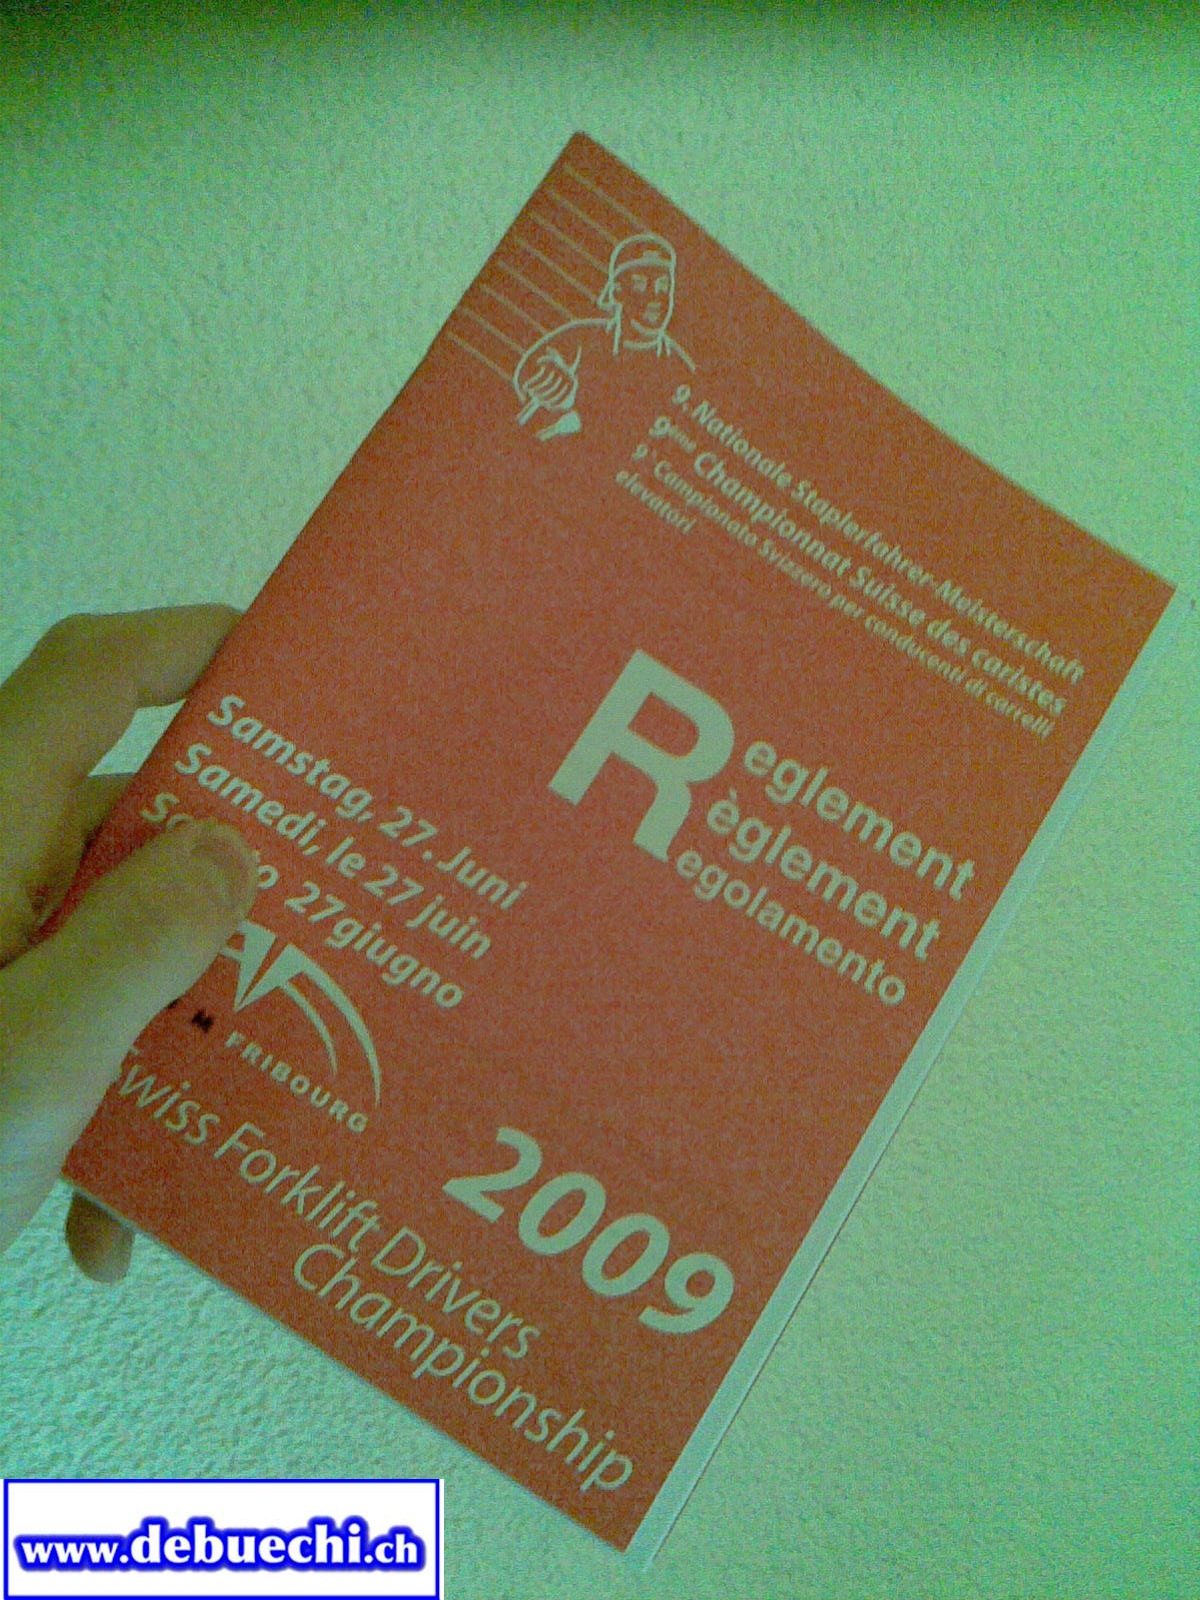 9. Nationale Staplerfahrer-Meisterschaft
9ème Championnat Suisse des caristes
9° Campionato Svizzero per conducenti di carrelli
elevatori
Reglement
Règlement
Regolamento
Samstag, 27. Juni
Samedi, le 27 juin
27 giugno
FRIBOURG
2009
Swiss Forklift Drivers
Championship
www.debuechi.ch